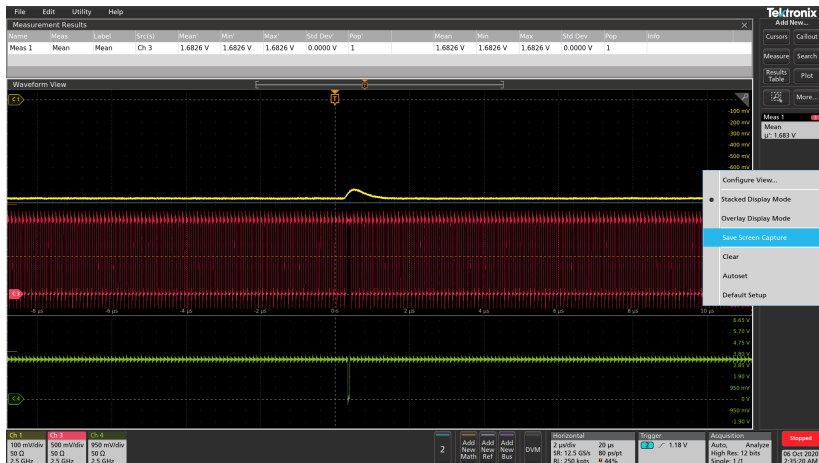 File Edit Utility Help
Tektronix
Add New...
Measurement Results
Cursors Callout
Name Meas Label Src(s) Mean' Min' Max' Std Dev' Pop' Mean Min Max Std Dev Pop Info
Meas 1 Mean Mean Ch 3 1.6826 V 1.6826 V 1.6826 V 0.0000 V 1 1.6826 V 1.6826 V 1.6826 V 0.0000 V 1
Measure Search
Results Table Plot
More...
Waveform View
C1
T
-100 mV
-200 mV
-300 mV
-400 mV
-500 mV
-600 mV
Meas 1
Mean
µ': 1.683 V
Configure View...
Stacked Display Mode
Overlay Display Mode
Save Screen Capture
Clear
Autoset
Default Setup
C3
-8 µs -6 µs -4 µs -2 µs 0 s 2 µs 4 µs 6 µs 8 µs 10 µs
6.65 V
5.70 V
4.75 V
3.80 V
2.85 V
1.90 V
950 mV
0 V
-950 mV
-1.90 V
C4
Ch 1
100 mV/div
50 Ω
2.5 GHz
Ch 3
500 mV/div
50 Ω
2.5 GHz
Ch 4
950 mV/div
50 Ω
2.5 GHz
2
Add New Math
Add New Ref
Add New Bus
DVM
Horizontal
2 µs/div 20 µs
SR: 12.5 GS/s 80 ps/pt
RL: 250 kpts 44%
Trigger
2 1.18 V
Acquisition
Auto, Analyze
High Res: 12 bits
Single: 1/1
Stopped
06 Oct 2020
2:15:20 AM